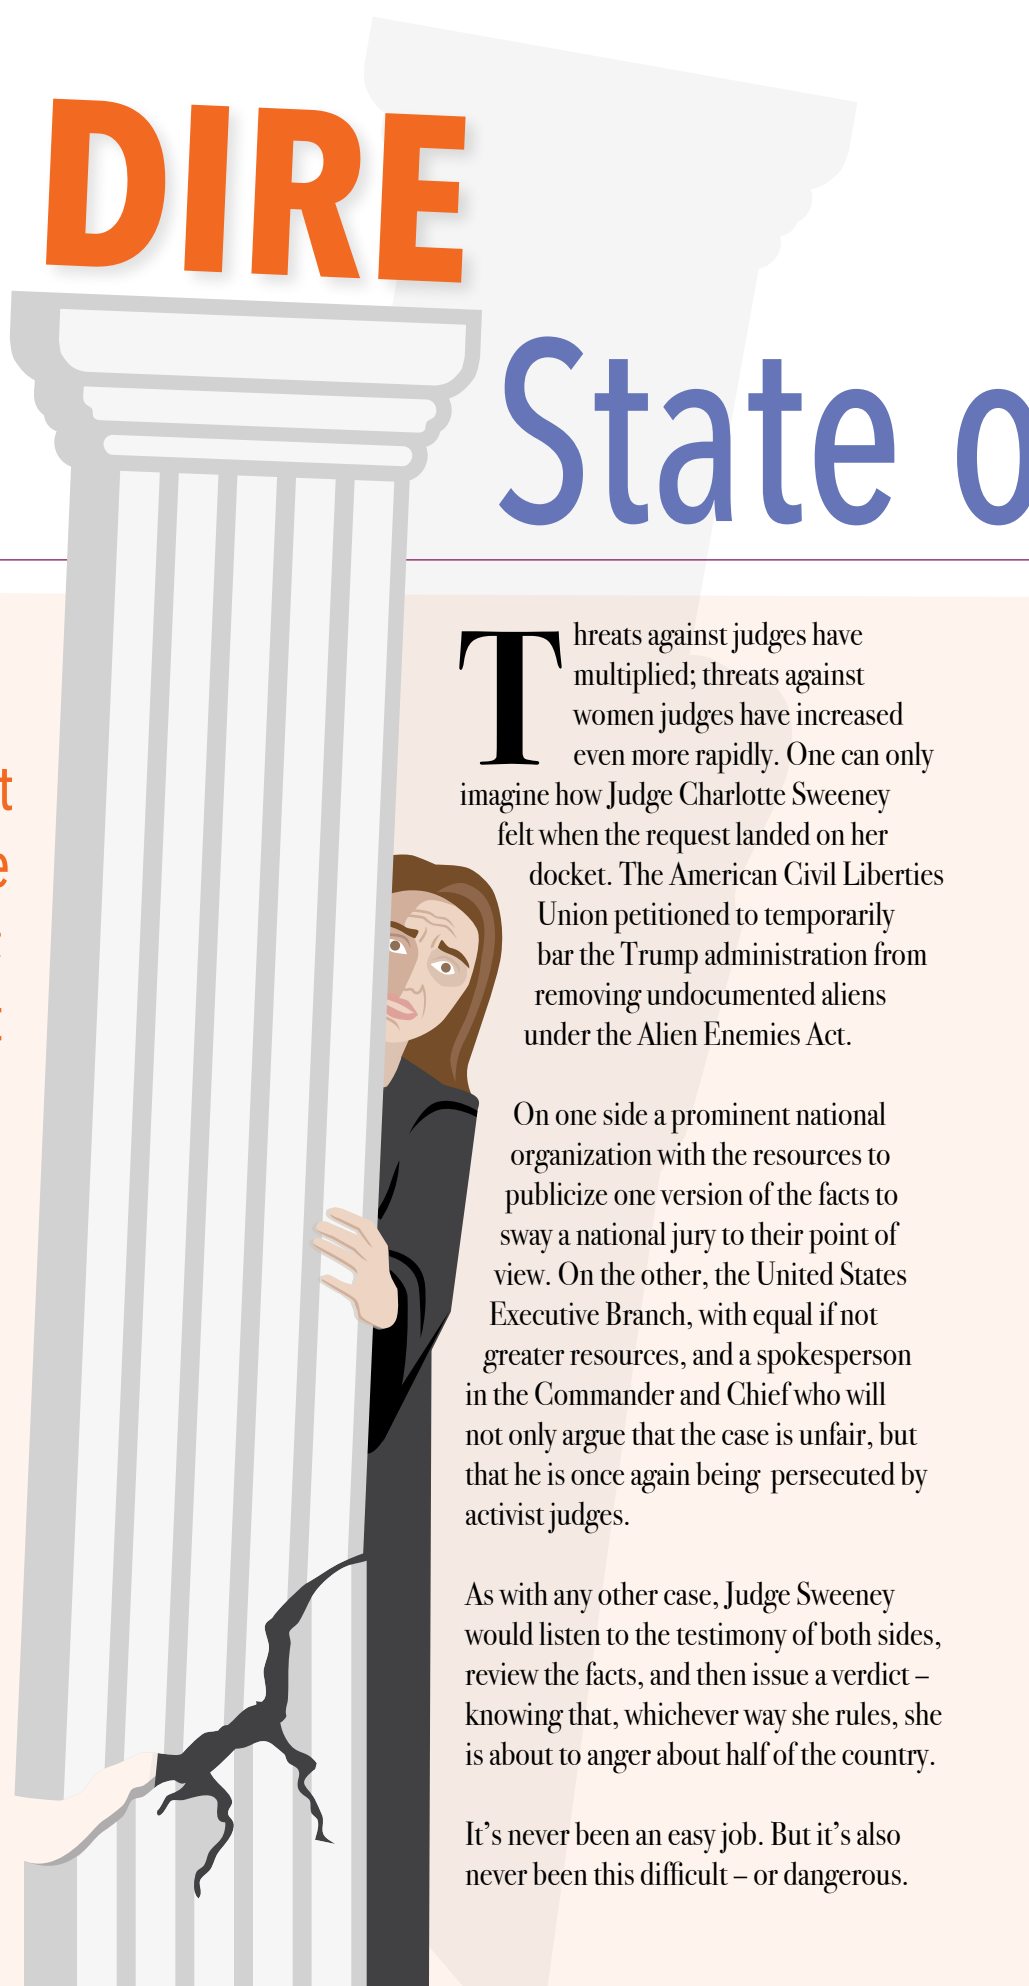 DIRE
State o
Threats against judges have
multiplied; threats against
women judges have increased
even more rapidly. One can only
imagine how Judge Charlotte Sweeney
felt when the request landed on her
docket. The American Civil Liberties
Union petitioned to temporarily
bar the Trump administration from
removing undocumented aliens
under the Alien Enemies Act.
On one side a prominent national
organization with the resources to
publicize one version of the facts to
sway a national jury to their point of
view. On the other, the United States
Executive Branch, with equal if not
greater resources, and a spokesperson
in the Commander and Chief who will
not only argue that the case is unfair, but
that he is once again being persecuted by
activist judges.
As with any other case, Judge Sweeney
would listen to the testimony of both sides,
review the facts, and then issue a verdict –
knowing that, whichever way she rules, she
is about to anger about half of the country.
It’s never been an easy job. But it’s also
never been this difficult – or dangerous.